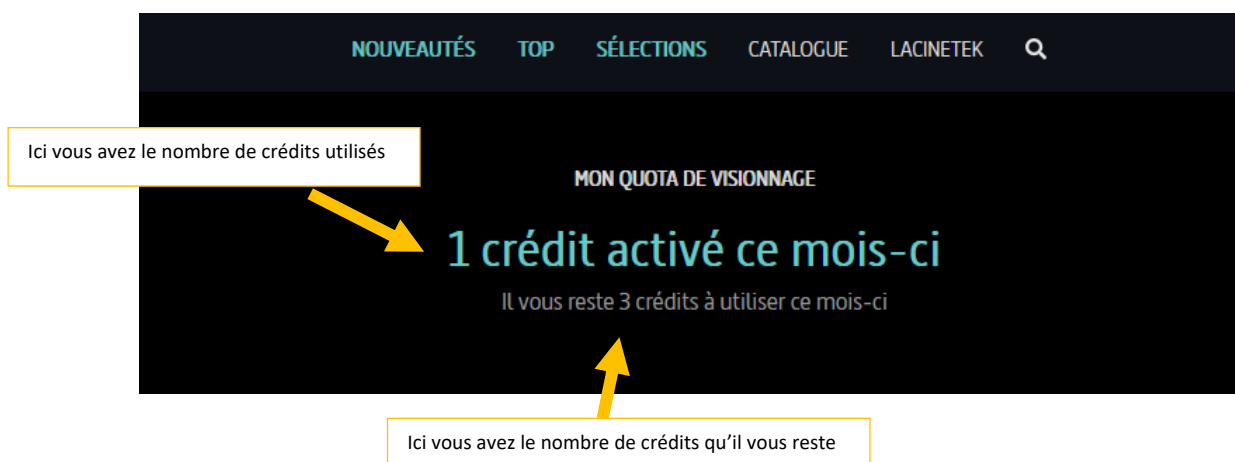 NOUVEAUTÉS TOP SÉLECTIONS CATALOGUE LACINETEK
Ici vous avez le nombre de crédits utilisés
MON QUOTA DE VISIONNAGE
1 crédit activé ce mois-ci
Il vous reste 3 crédits à utiliser ce mois-ci
Ici vous avez le nombre de crédits qu’il vous reste